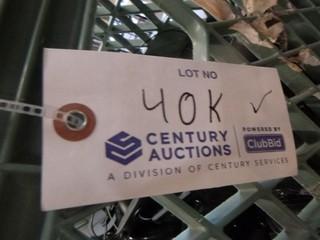 LOT NO
40K ✓
CENTURY AUCTIONS
POWERED BY
ClubBid
A DIVISION OF CENTURY SERVICES